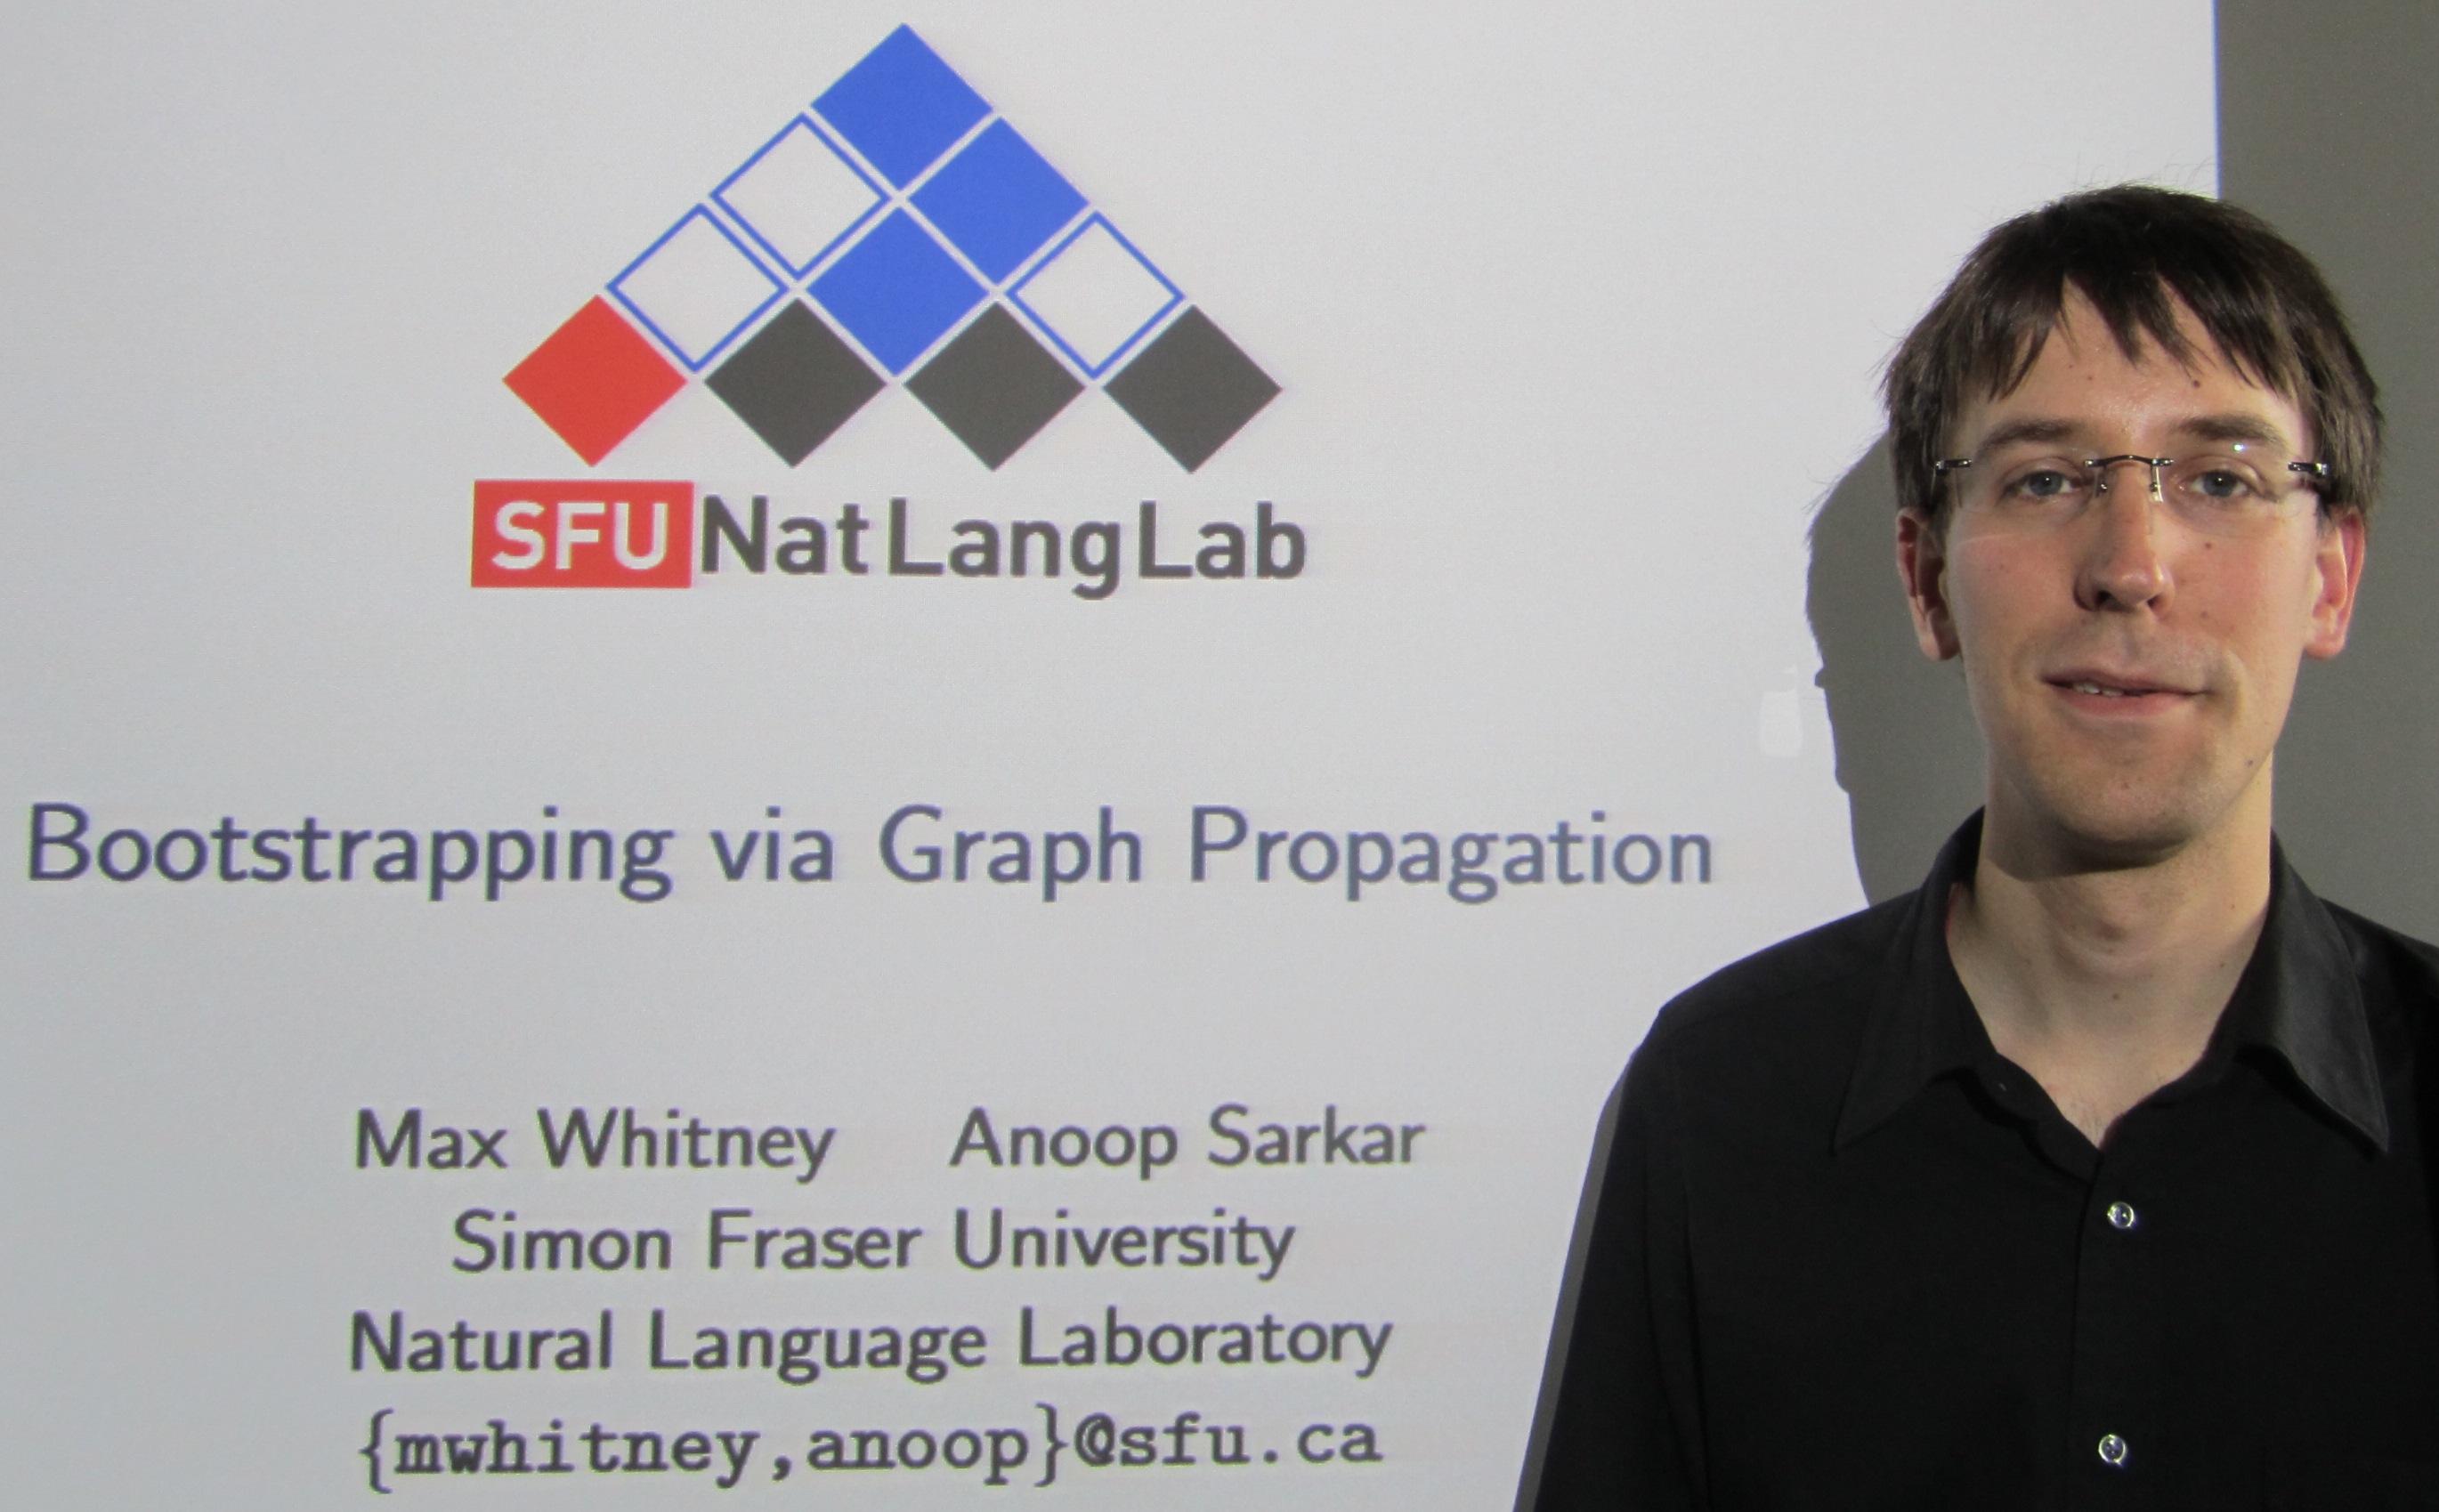 SFU NatLangLab
Bootstrapping via Graph Propagation
Max Whitney Anoop Sarkar
Simon Fraser University
Natural Language Laboratory
{mwhitney,anoop}@sfu.ca